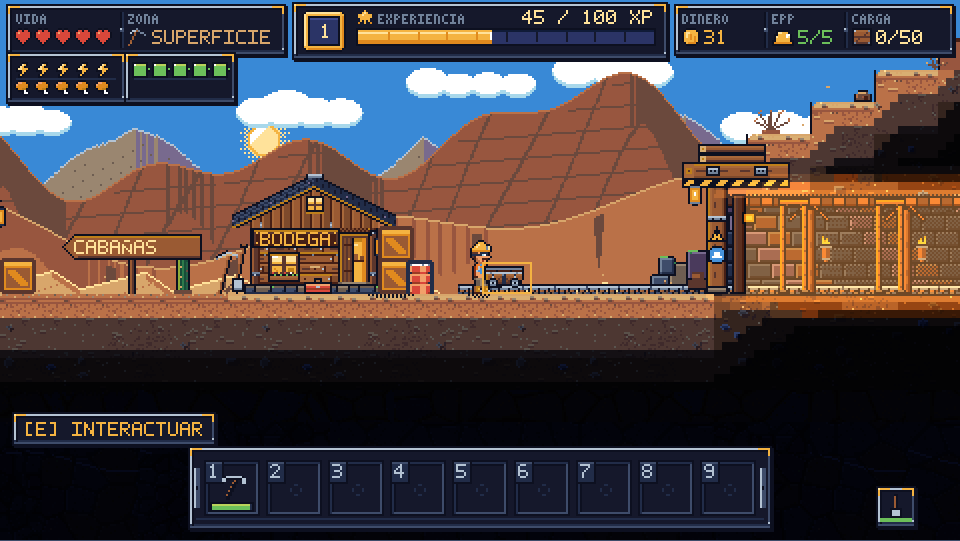 VIDA
ZONA
SUPERFICIE
1
EXPERIENCIA
45 / 100 XP
DINERO
31
EPP
5/5
CARGA
0/50
CABAÑAS
BODEGA
[E] INTERACTUAR
1
2
3
4
5
6
7
8
9